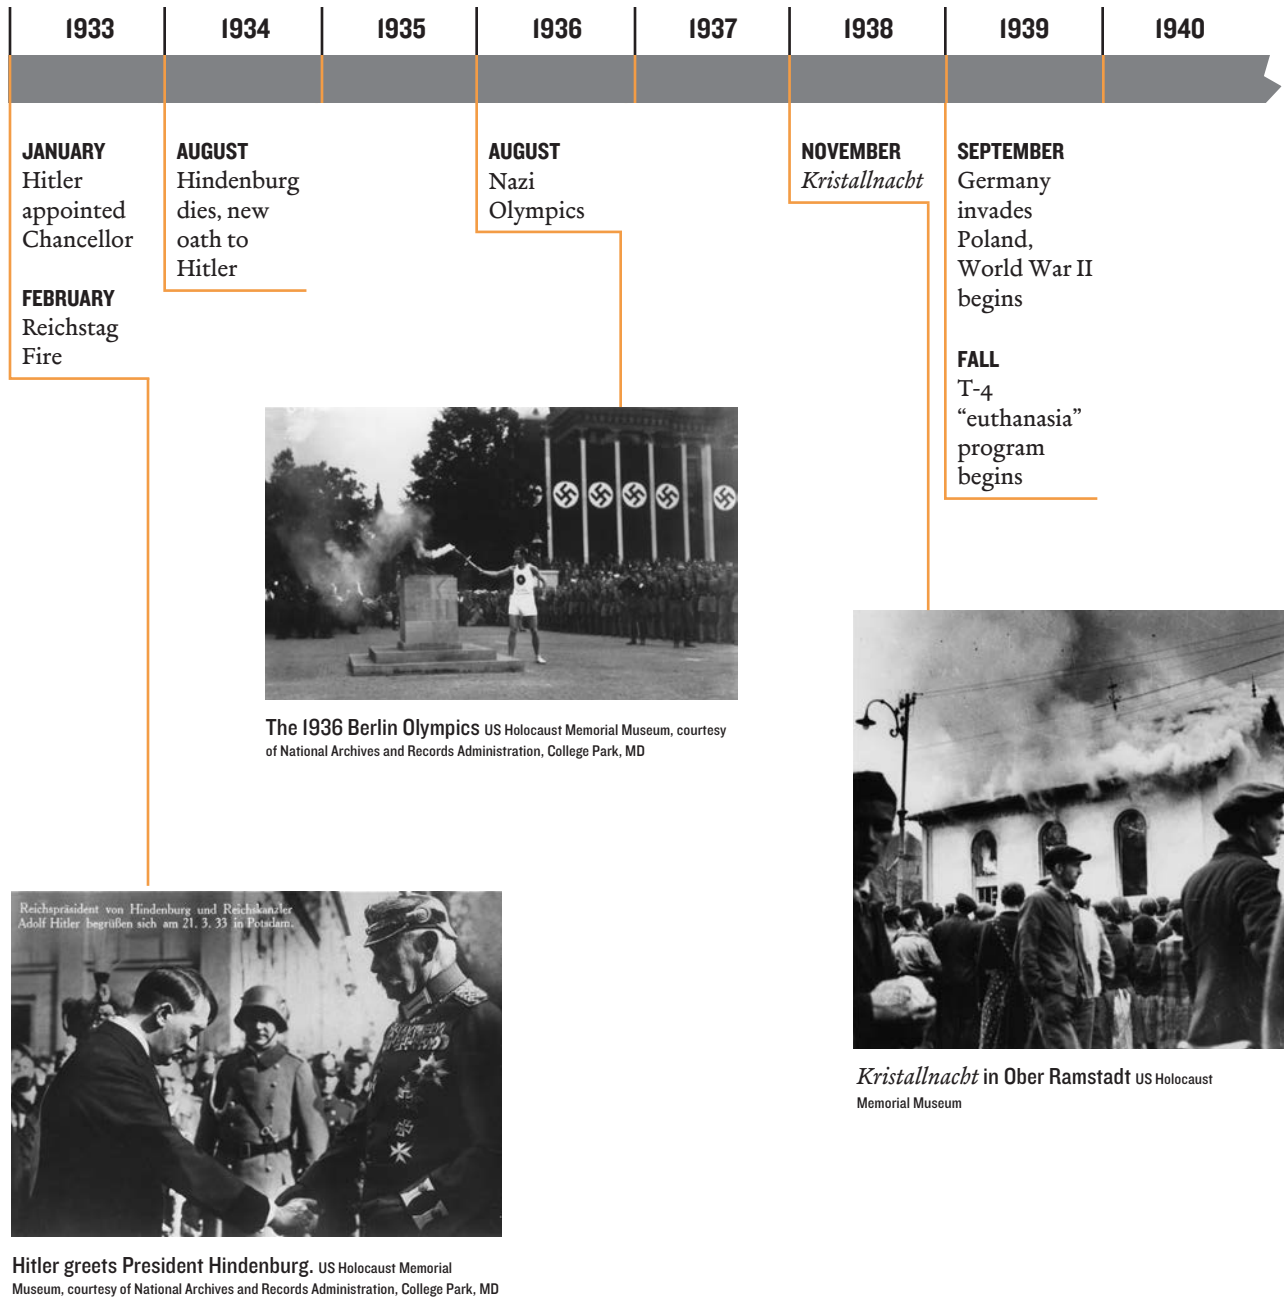 1933 1934 1935 1936 1937 1938 1939 1940
JANUARY
Hitler
appointed
Chancellor
FEBRUARY
Reichstag
Fire
AUGUST
Hindenburg
dies, new
oath to
Hitler
AUGUST
Nazi
Olympics
NOVEMBER
Kristallnacht
SEPTEMBER
Germany
invades
Poland,
World War II
begins
FALL
T-4
“euthanasia”
program
begins
The 1936 Berlin Olympics US Holocaust Memorial Museum, courtesy
of National Archives and Records Administration, College Park, MD
Kristallnacht in Ober Ramstadt US Holocaust
Memorial Museum
Reichspräsident von Hindenburg und Reichskanzler
Adolf Hitler begrüßen sich am 21. 3. 33 in Potsdam.
Hitler greets President Hindenburg. US Holocaust Memorial
Museum, courtesy of National Archives and Records Administration, College Park, MD